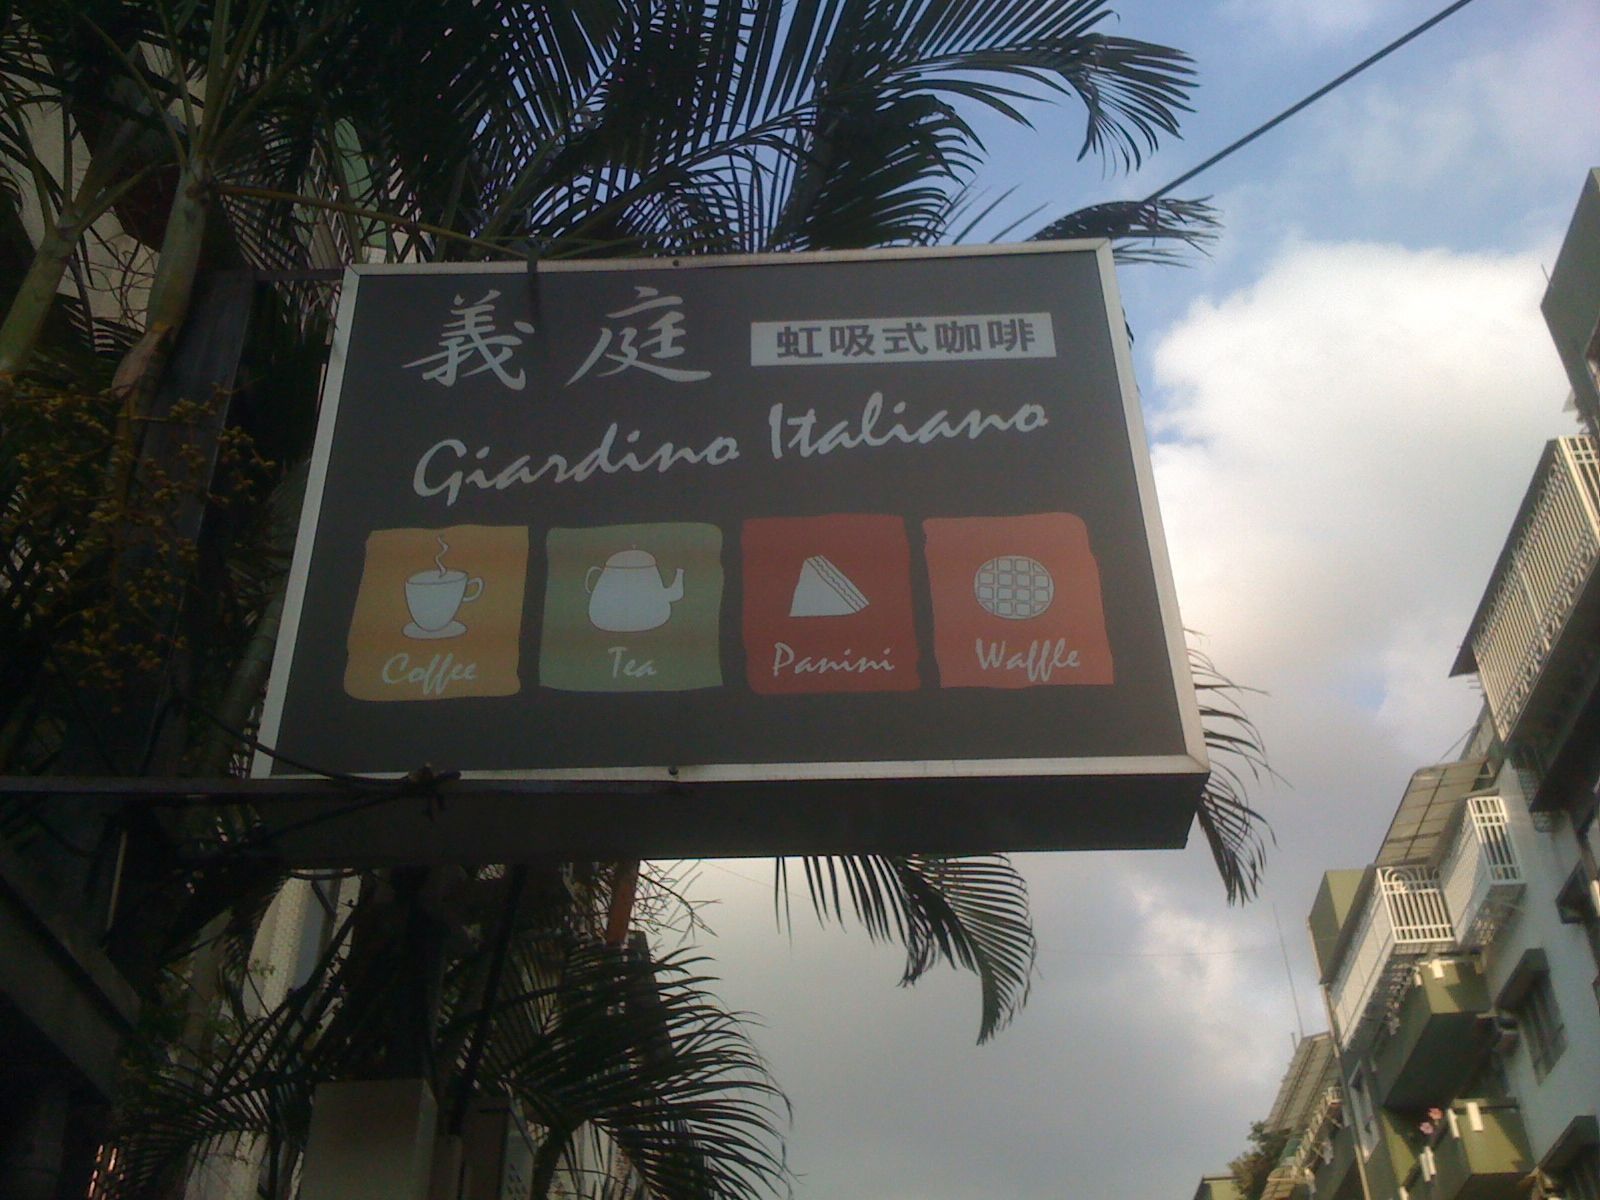 義庭 虹吸式咖啡
Giardino Italiano
Coffee Tea Panini Waffle